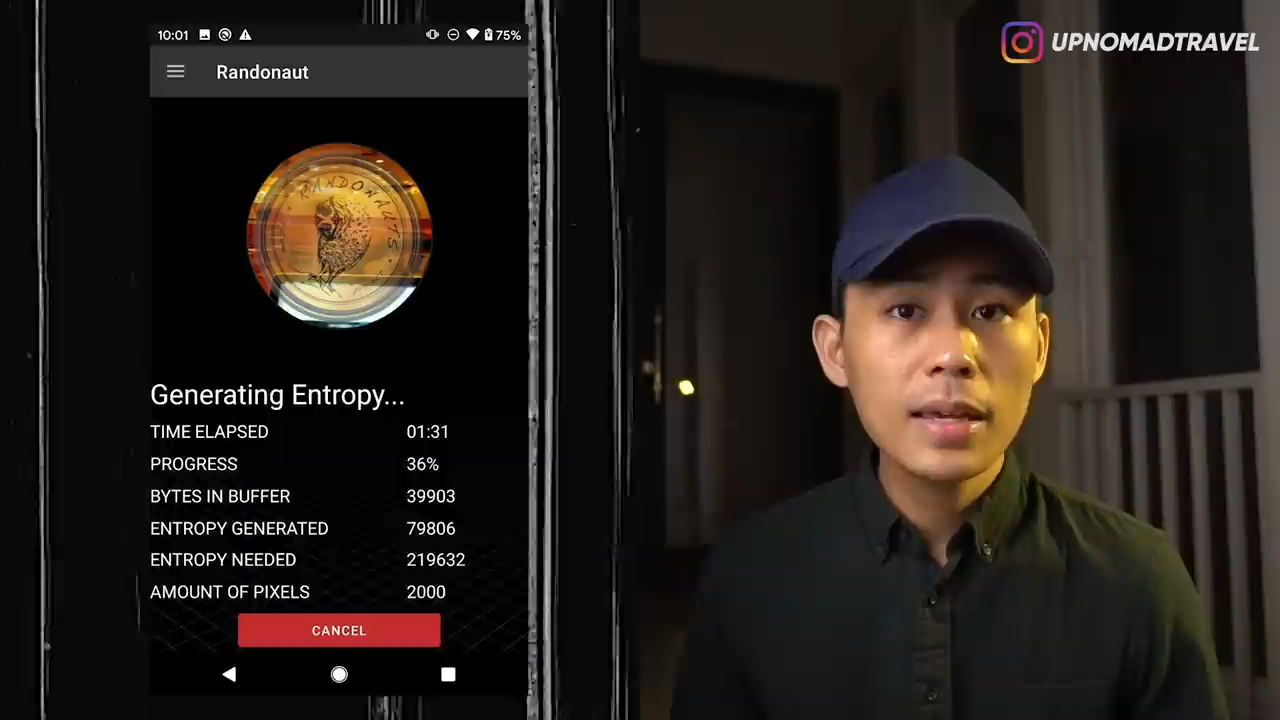 10:01
75%
Randonaut
RANDONAUTS
Generating Entropy...
TIME ELAPSED 01:31
PROGRESS 36%
BYTES IN BUFFER 39903
ENTROPY GENERATED 79806
ENTROPY NEEDED 219632
AMOUNT OF PIXELS 2000
CANCEL
UPNOMADTRAVEL